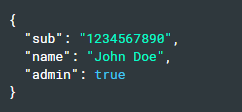 {
  "sub": "1234567890",
  "name": "John Doe",
  "admin": true
}